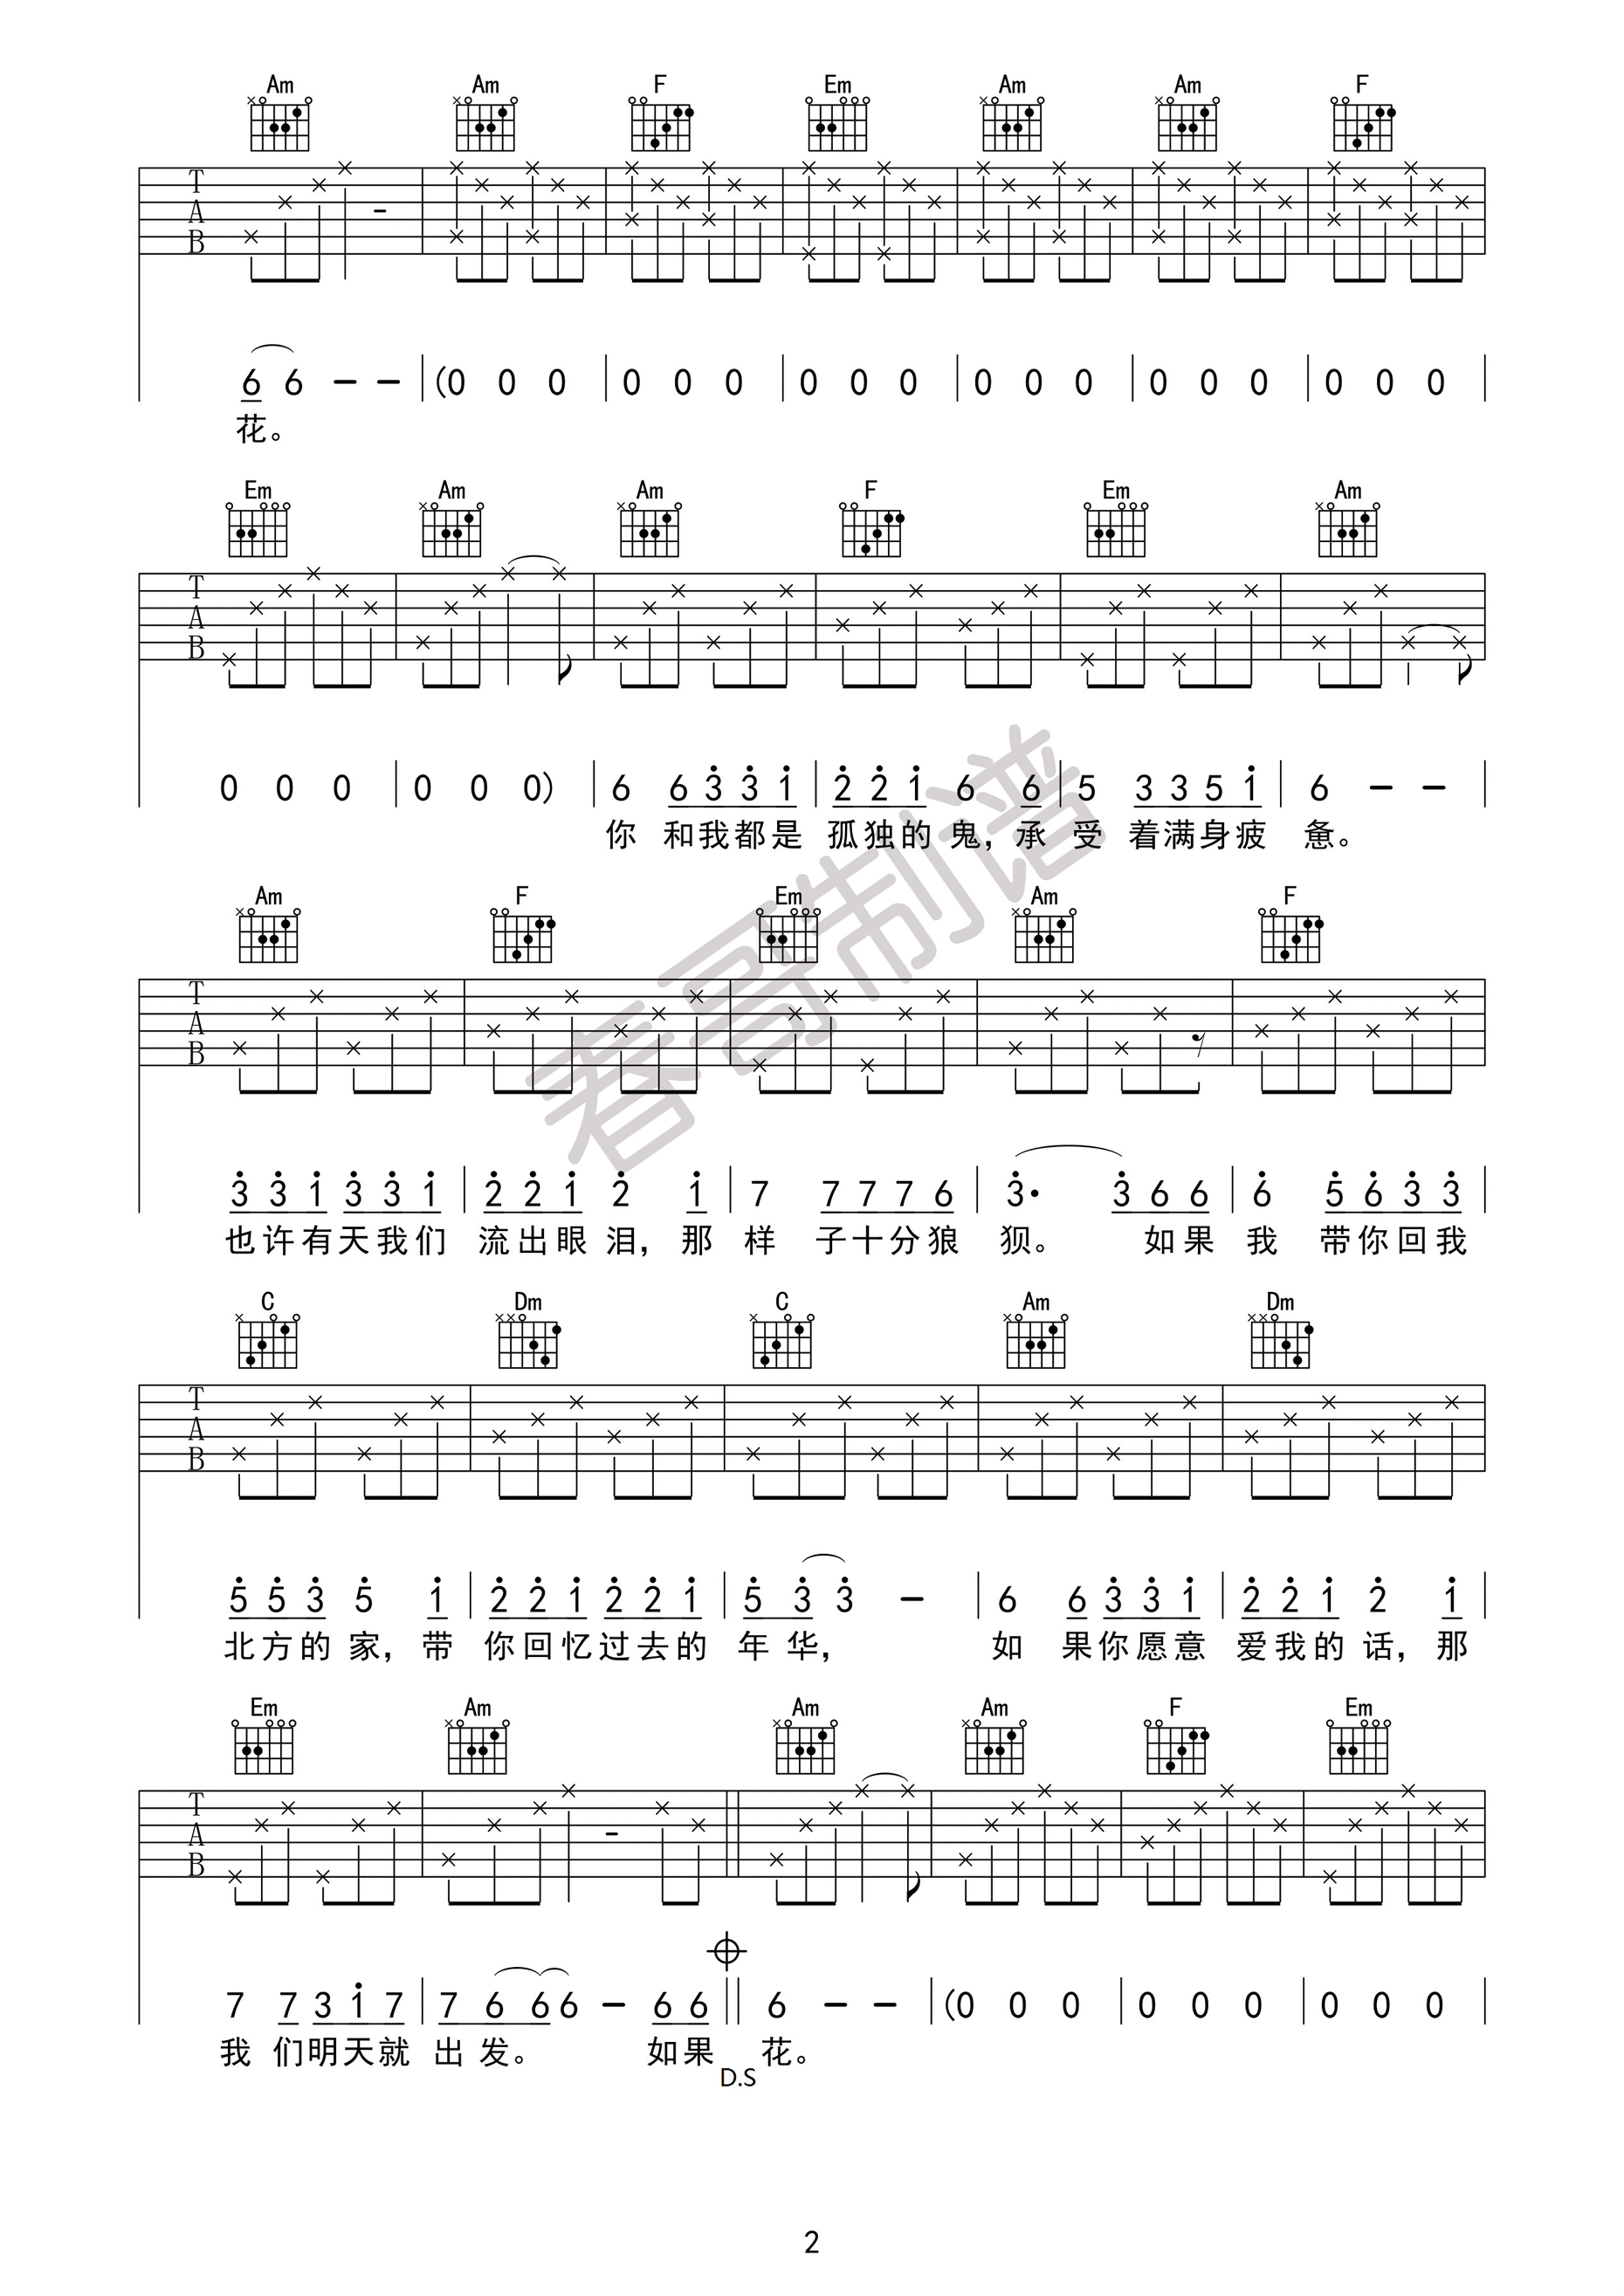 Am Am F Em Am Am F
T
A
B
6 6 – – (0 0 0 0 0 0 0 0 0 0 0 0 0 0 0 0 0 0
花。
Em Am Am F Em Am
T
A
B
0 0 0 0 0 0) 6 6 3 3 1 2 2 1 6 6 5 3 3 5 1 6 – –
你 和我都是 孤独的 鬼，承 受 着满身疲 惫。
Am F Em Am F
T
A
B
3 3 1 3 3 1 2 2 1 2 1 7 7 7 7 6 3· 3 6 6 6 5 6 3 3
也许有天我们 流出眼 泪，那 样 子十分狼 狈。 如果 我 带你回我
C Dm C Am Dm
T
A
B
5 5 3 5 1 2 2 1 2 2 1 5 3 3 – 6 6 3 3 1 2 2 1 2 1
北方的 家，带 你回忆过去的 年华， 如 果你愿意 爱我的 话，那
Em Am Am Am F Em
T
A
B
7 7 3 1 7 7 6 6 6 – 6 6 6 – – (0 0 0 0 0 0 0 0 0
我 们明天就 出发。 如果 花。
D.S
春哥制谱
2